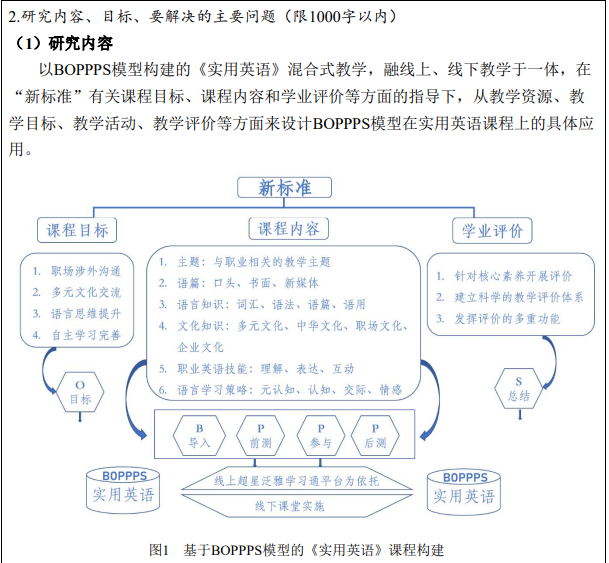 2.研究内容、目标、要解决的主要问题（限1000字以内）
（1）研究内容
以BOPPPS模型构建的《实用英语》混合式教学，融线上、线下教学于一体，在
“新标准”有关课程目标、课程内容和学业评价等方面的指导下，从教学资源、教
学目标、教学活动、教学评价等方面来设计BOPPPS模型在实用英语课程上的具体应
用。
新标准
课程目标
课程内容
学业评价
1. 职场涉外沟通
2. 多元文化交流
3. 语言思维提升
4. 自主学习完善
1. 主题：与职业相关的教学主题
2. 语篇：口头、书面、新媒体
3. 语言知识：词汇、语法、语篇、语用
4. 文化知识：多元文化、中华文化、职场文化、
企业文化
5. 职业英语技能：理解、表达、互动
6. 语言学习策略：元认知、认知、交际、情感
1. 针对核心素养开展评价
2. 建立科学的教学评价体系
3. 发挥评价的多重功能
O
目标
S
总结
B
导入
P
前测
P
参与
P
后测
BOPPPS
实用英语
线上超星泛雅学习通平台为依托
线下课堂实施
BOPPPS
实用英语
图1 基于BOPPPS模型的《实用英语》课程构建